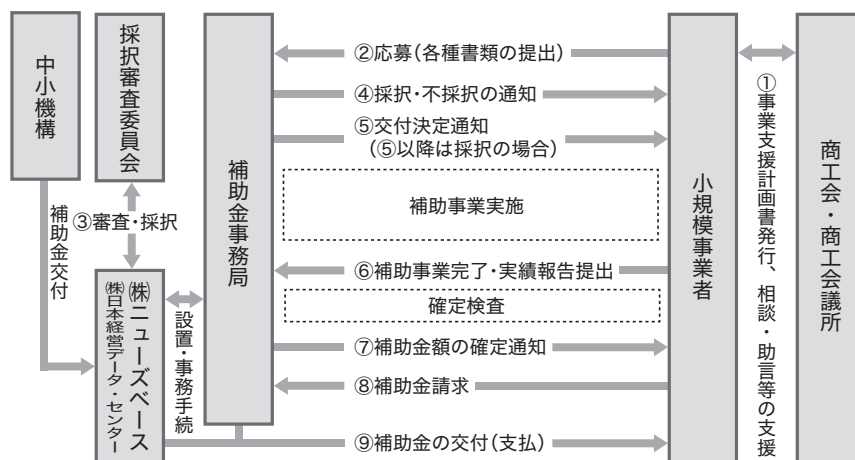 中小機構
採択審査委員会
補助金交付
③審査・採択
㈱ニューズベース
㈱日本経営データ・センター
設置・事務手続
補助金事務局
②応募（各種書類の提出）
④採択・不採択の通知
⑤交付決定通知
（⑤以降は採択の場合）
補助事業実施
⑥補助事業完了・実績報告提出
確定検査
⑦補助金額の確定通知
⑧補助金請求
⑨補助金の交付（支払）
小規模事業者
①事業支援計画書発行、相談・助言等の支援
商工会・商工会議所